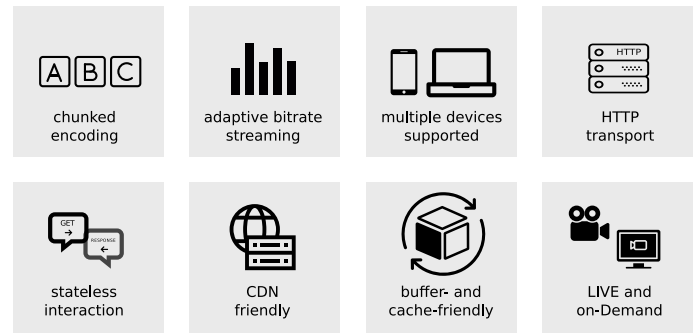 A B C
chunked
encoding
adaptive bitrate
streaming
multiple devices
supported
HTTP
HTTP
transport
GET
RESPONSE
stateless
interaction
CDN
friendly
buffer- and
cache-friendly
LIVE and
on-Demand